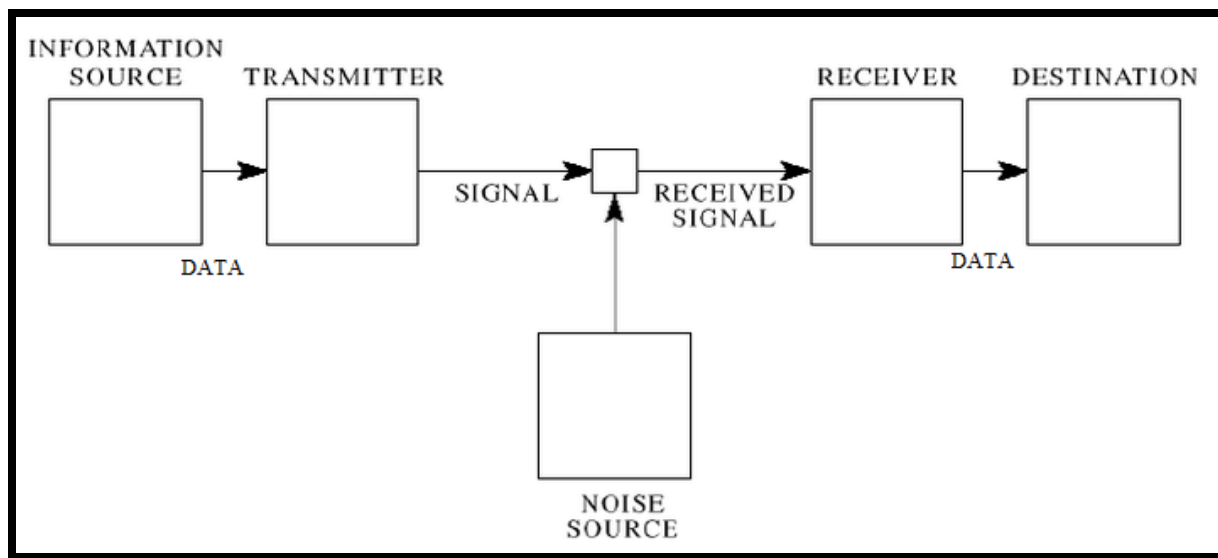 INFORMATION
SOURCE
TRANSMITTER
RECEIVER
DESTINATION
SIGNAL
RECEIVED
SIGNAL
DATA
DATA
NOISE
SOURCE